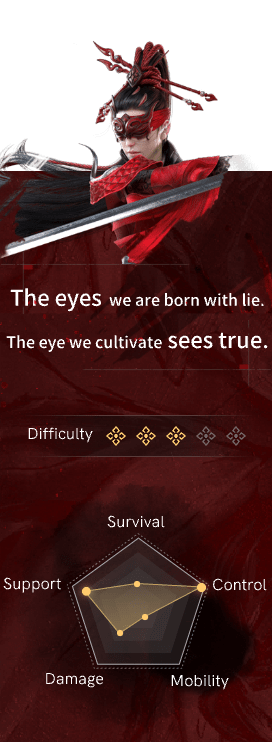 The eyes we are born with lie.
The eye we cultivate sees true.
Difficulty
Survival
Support
Control
Damage
Mobility